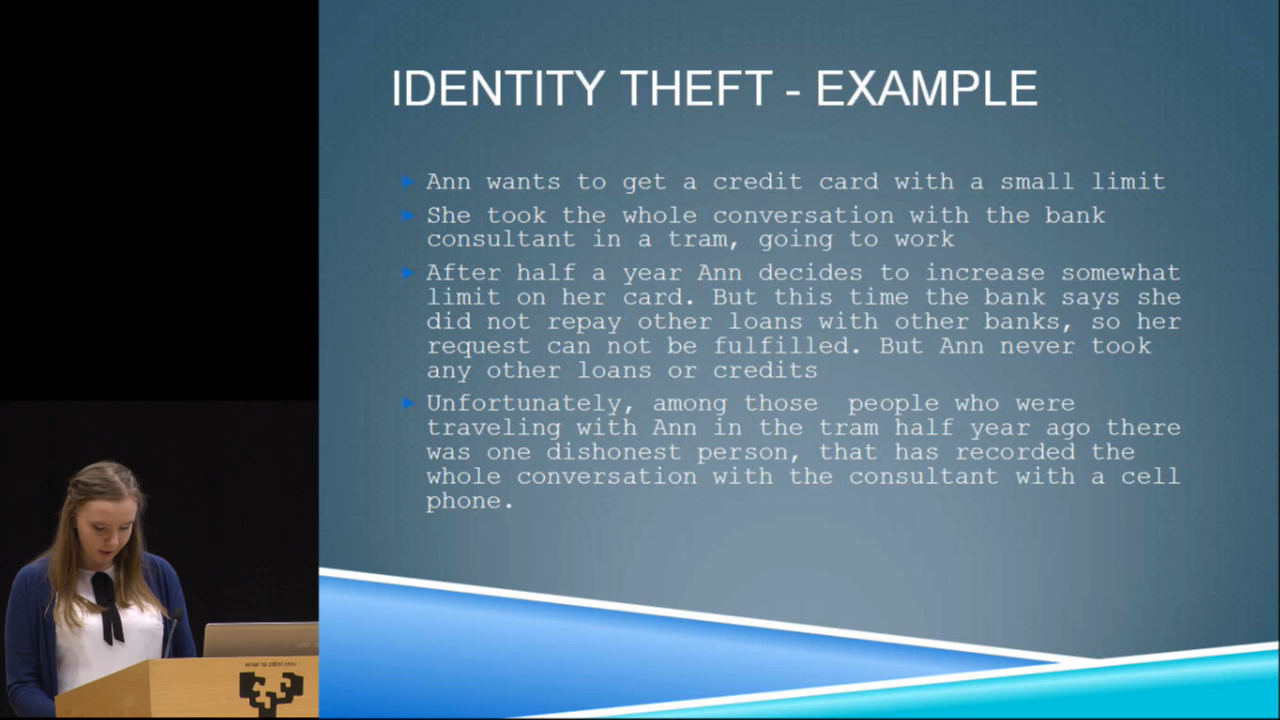 IDENTITY THEFT - EXAMPLE
Ann wants to get a credit card with a small limit
She took the whole conversation with the bank
consultant in a tram, going to work
After half a year Ann decides to increase somewhat
limit on her card. But this time the bank says she
did not repay other loans with other banks, so her
request can not be fulfilled. But Ann never took
any other loans or credits
Unfortunately, among those  people who were
traveling with Ann in the tram half year ago there
was one dishonest person, that has recorded the
whole conversation with the consultant with a cell
phone.
eman ta zabal zazu